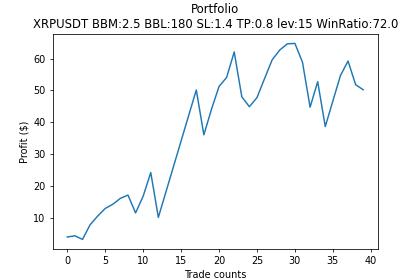 Portfolio
XRPUSDT BBM:2.5 BBL:180 SL:1.4 TP:0.8 lev:15 WinRatio:72.0
60
50
40
30
20
10
Profit ($)
0 5 10 15 20 25 30 35 40
Trade counts